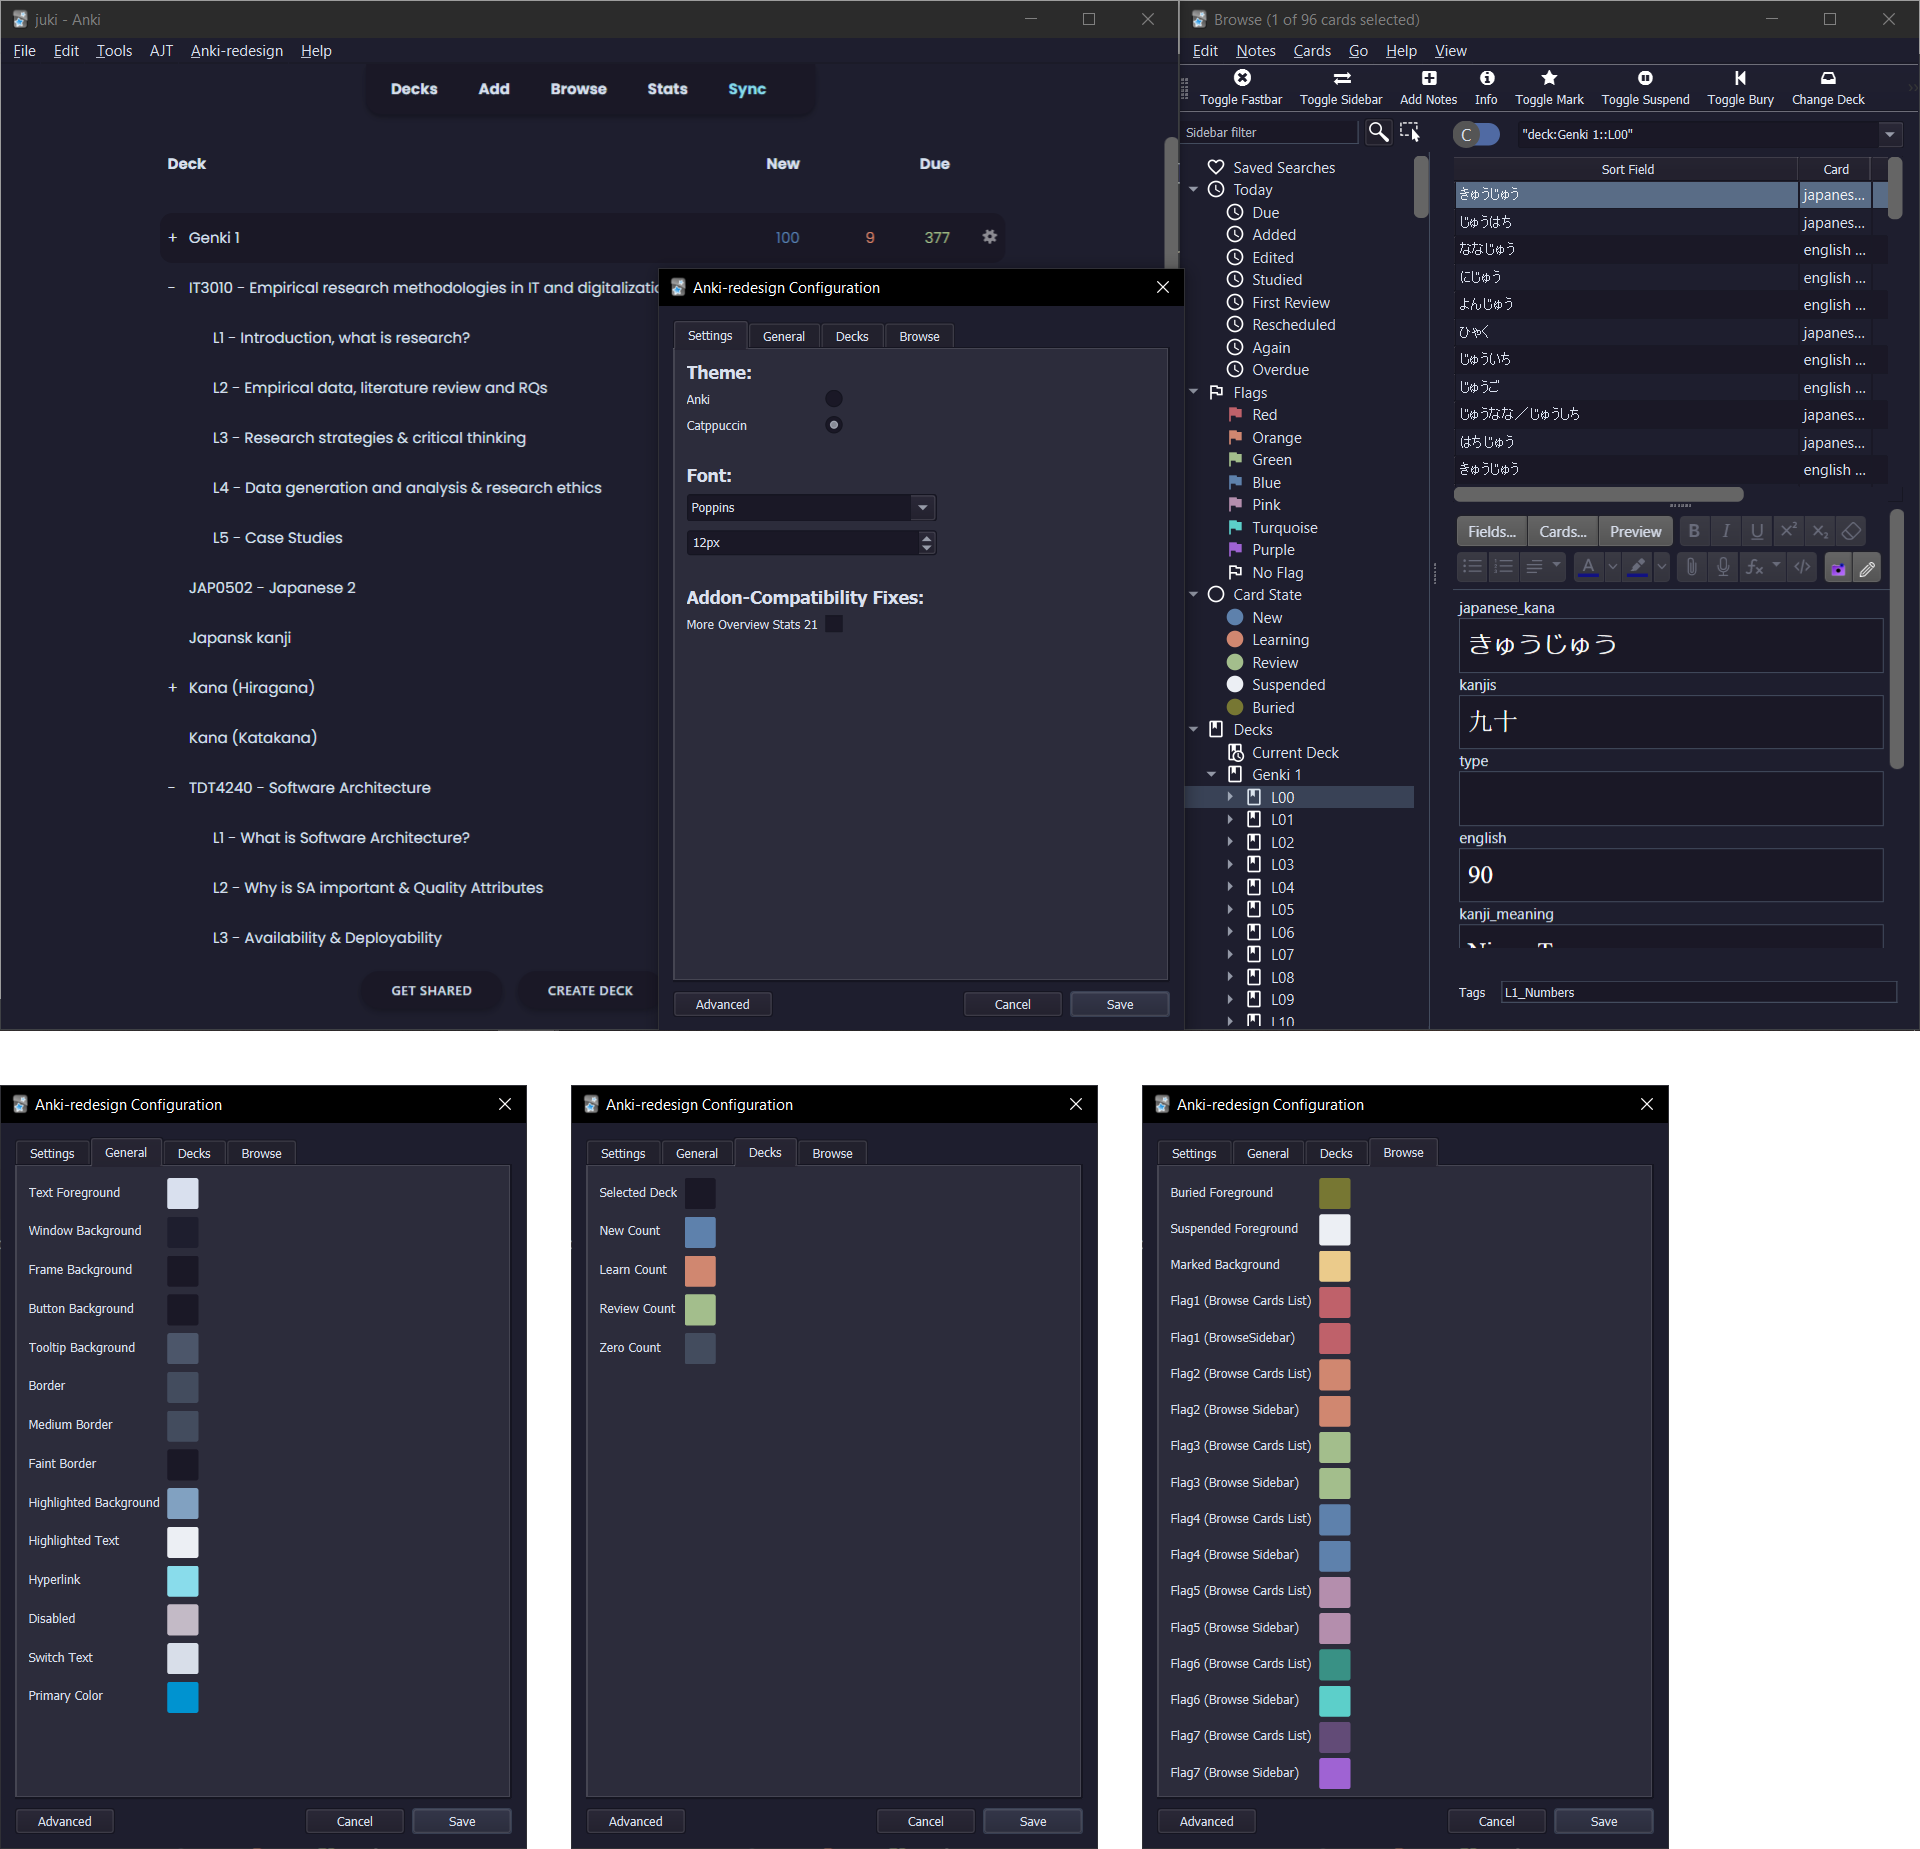 juki - Anki
File Edit Tools AJT Anki-redesign Help
Decks Add Browse Stats Sync
Deck New Due
+ Genki 1 100 9 377
- IT3010 - Empirical research methodologies in IT and
L1 - Introduction, what is research?
L2 - Empirical data, literature review and RQs
L3 - Research strategies & critical thinking
L4 - Data generation and analysis & research ethics
L5 - Case Studies
JAP0502 - Japanese 2
Japansk kanji
+ Kana (Hiragana)
Kana (Katakana)
- TDT4240 - Software Architecture
L1 - What is Software Architecture?
L2 - Why is SA important & Quality Attributes
L3 - Availability & Deployability
GET SHARED CREATE DECK
Anki-redesign Configuration
Settings General Decks Browse
Theme:
Anki
Catppuccin
Font:
Poppins
12px
Addon-Compatibility Fixes:
More Overview Stats 21
Advanced Cancel Save
Browse (1 of 96 cards selected)
Edit Notes Cards Go Help View
Toggle Fastbar Toggle Sidebar Add Notes Info Toggle Mark Toggle Suspend Toggle Bury Change Deck
Sidebar filter
Saved Searches
Today
Due
Added
Edited
Studied
First Review
Rescheduled
Again
Overdue
Flags
Red
Orange
Green
Blue
Pink
Turquoise
Purple
No Flag
Card State
New
Learning
Review
Suspended
Buried
Decks
Current Deck
Genki 1
L00
L01
L02
L03
L04
L05
L06
L07
L08
L09
L10
C "deck:Genki 1::L00"
Sort Field Card
きゅうじゅう japanes...
じゅうはち japanes...
ななじゅう english ...
にじゅう english ...
よんじゅう english ...
ひゃく japanes...
じゅういち english ...
じゅうご english ...
じゅうなな／じゅうしち japanes...
はちじゅう japanes...
きゅうじゅう english ...
Fields... Cards... Preview B I U X² X₂
A fx </>
japanese_kana
きゅうじゅう
kanjis
九十
type
english
90
kanji_meaning
Tags L1_Numbers
Anki-redesign Configuration
Settings General Decks Browse
Text Foreground
Window Background
Frame Background
Button Background
Tooltip Background
Border
Medium Border
Faint Border
Highlighted Background
Highlighted Text
Hyperlink
Disabled
Switch Text
Primary Color
Advanced Cancel Save
Anki-redesign Configuration
Settings General Decks Browse
Selected Deck
New Count
Learn Count
Review Count
Zero Count
Advanced Cancel Save
Anki-redesign Configuration
Settings General Decks Browse
Buried Foreground
Suspended Foreground
Marked Background
Flag1 (Browse Cards List)
Flag1 (BrowseSidebar)
Flag2 (Browse Cards List)
Flag2 (Browse Sidebar)
Flag3 (Browse Cards List)
Flag3 (Browse Sidebar)
Flag4 (Browse Cards List)
Flag4 (Browse Sidebar)
Flag5 (Browse Cards List)
Flag5 (Browse Sidebar)
Flag6 (Browse Cards List)
Flag6 (Browse Sidebar)
Flag7 (Browse Cards List)
Flag7 (Browse Sidebar)
Advanced Cancel Save